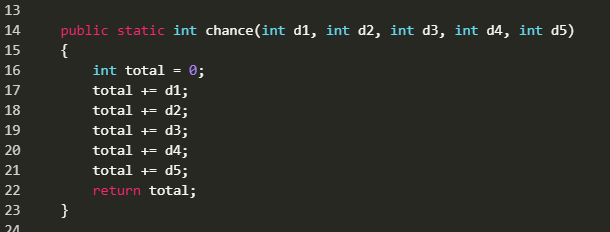 13
14 public static int chance(int d1, int d2, int d3, int d4, int d5)
15 {
16 int total = 0;
17 total += d1;
18 total += d2;
19 total += d3;
20 total += d4;
21 total += d5;
22 return total;
23 }
24